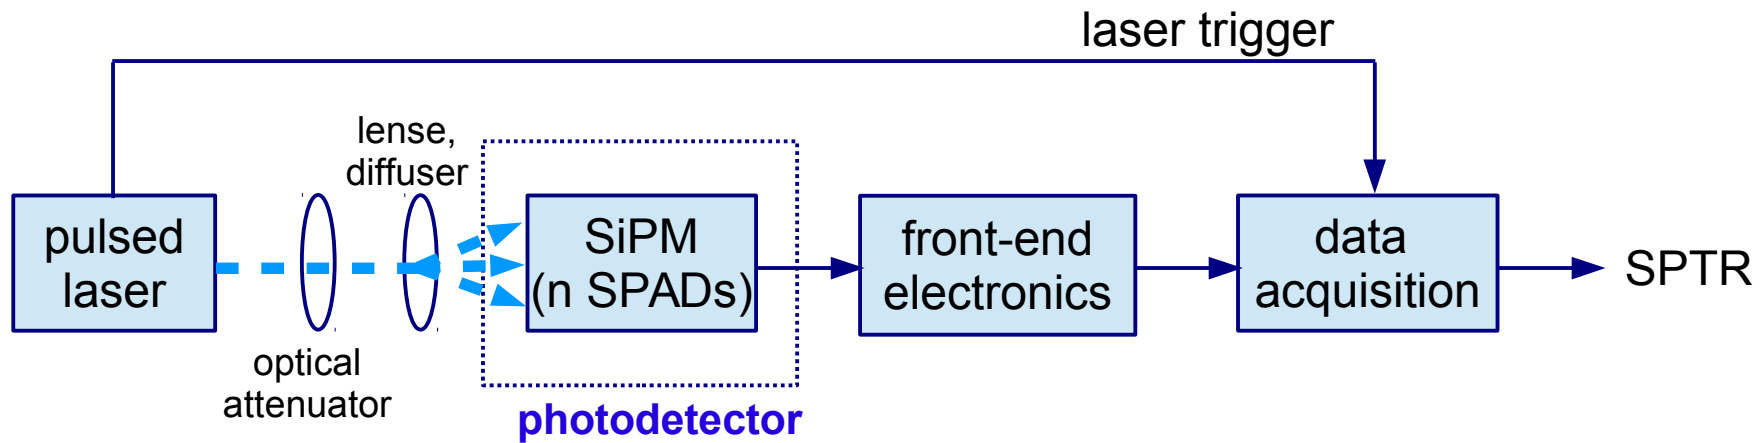 laser trigger
lense,
diffuser
pulsed
laser
SiPM
(n SPADs)
front-end
electronics
data
acquisition
SPTR
optical
attenuator
photodetector